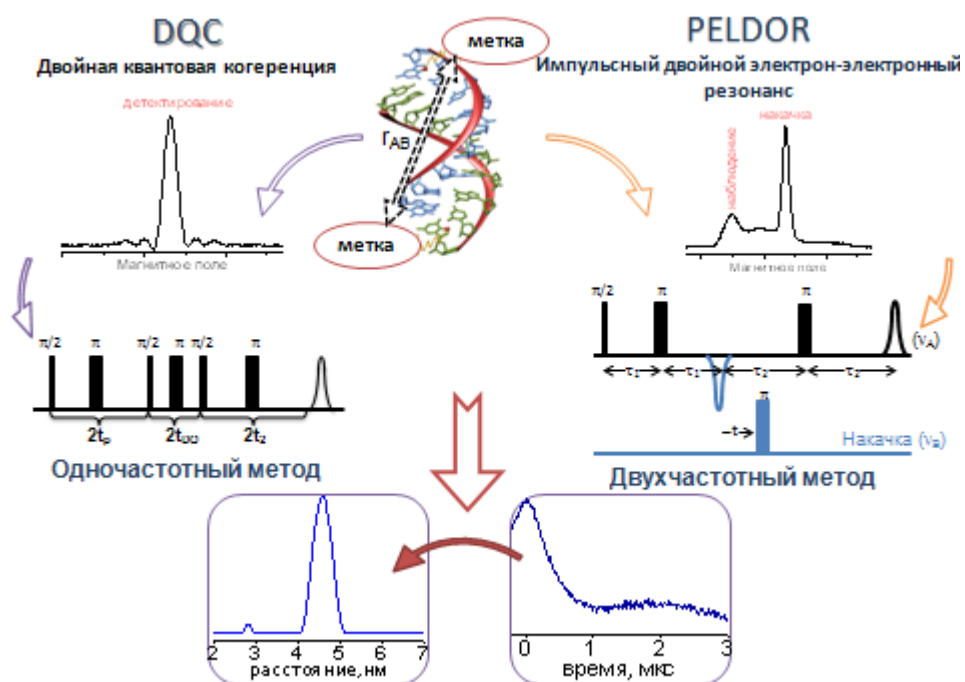 DQC
Двойная квантовая когеренция
детектирование
Магнитное поле
метка
r_AB
метка
PELDOR
Импульсный двойной электрон-электронный
резонанс
накачка
наблюдение
Магнитное поле
π/2 π π/2 π π/2 π
2tₚ 2t_DQ 2t₂
Одночастотный метод
π/2 π π
(ν_A)
τ₁ τ₁ τ₂ τ₂
π
t
Накачка (ν_B)
Двухчастотный метод
2 3 4 5 6 7
расстояние, нм
0 1 2 3
время, мкс